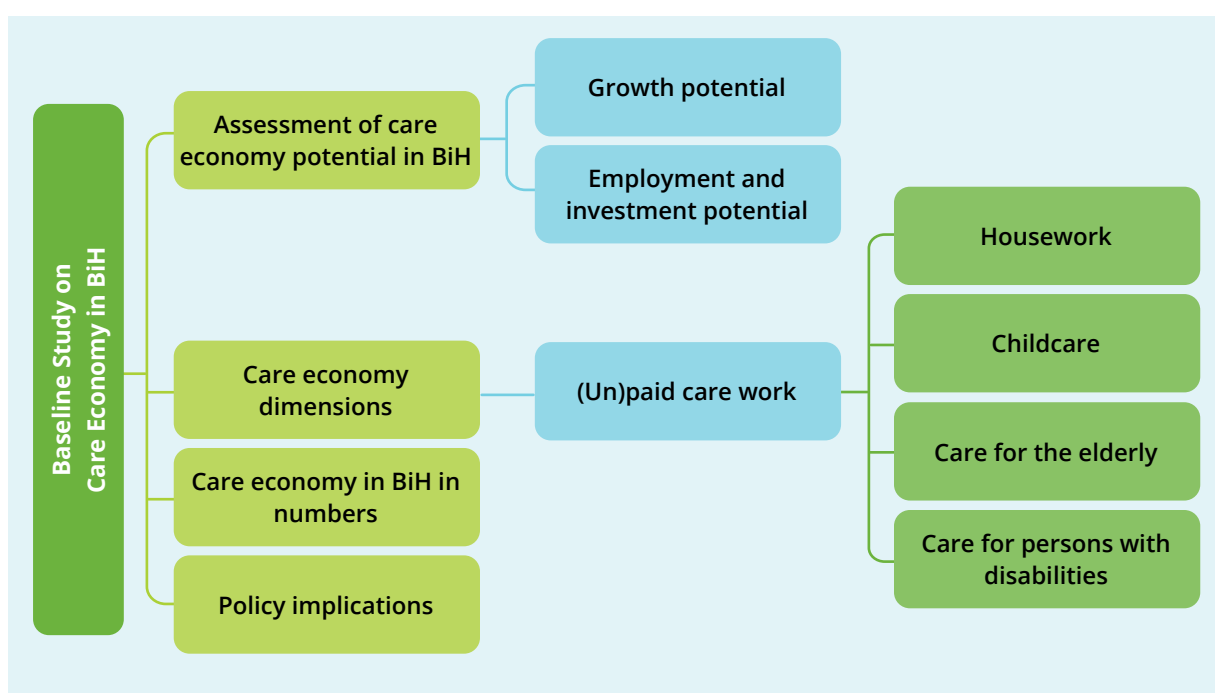 Baseline Study on
Care Economy in BiH
Assessment of care
economy potential in BiH
Growth potential
Employment and
investment potential
Care economy
dimensions
(Un)paid care work
Housework
Childcare
Care for the elderly
Care for persons with
disabilities
Care economy in BiH in
numbers
Policy implications